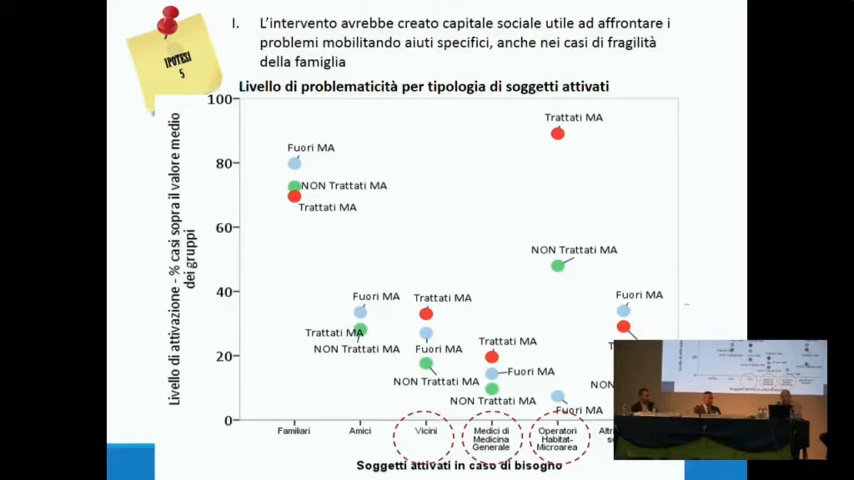 IPOTESI
5
I. L'intervento avrebbe creato capitale sociale utile ad affrontare i
problemi mobilitando aiuti specifici, anche nei casi di fragilità
della famiglia
Livello di problematicità per tipologia di soggetti attivati
Livello di attivazione - % casi sopra il valore medio
dei gruppi
100
80
60
40
20
0
Fuori MA
NON Trattati MA
Trattati MA
Fuori MA
Trattati MA
NON Trattati MA
Trattati MA
Fuori MA
NON Trattati MA
Trattati MA
Fuori MA
NON Trattati MA
Trattati MA
NON Trattati MA
Fuori MA
Fuori MA
NON
Familiari
Amici
Vicini
Medici di
Medicina
Generale
Operatori
Habitat-
Microarea
Soggetti attivati in caso di bisogno